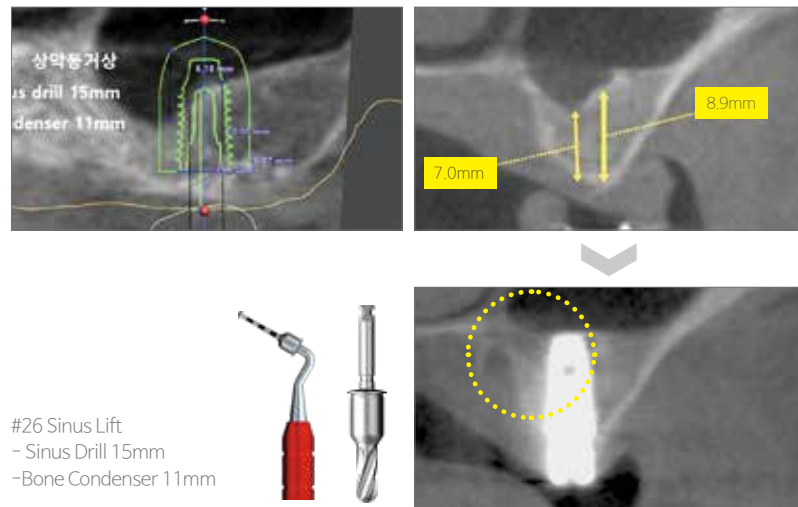 상악동거상
us drill 15mm
denser 11mm
8.9mm
7.0mm
#26 Sinus Lift
- Sinus Drill 15mm
-Bone Condenser 11mm